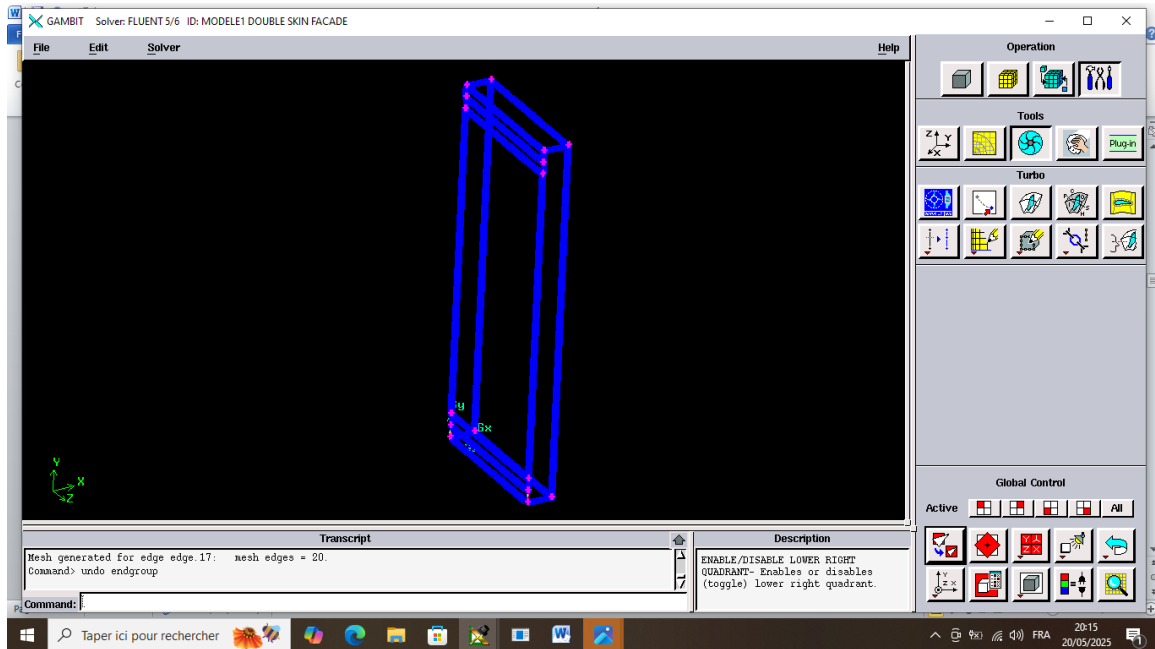 GAMBIT Solver: FLUENT 5/6 ID: MODELE1 DOUBLE SKIN FACADE
File Edit Solver Help
Operation
Tools
Z Y X
Plug-in
Turbo
Gy
Gx
Y
X
Z
Global Control
Active All
Transcript
Mesh generated for edge edge.17: mesh edges = 20.
Command> undo endgroup
Command:
Description
ENABLE/DISABLE LOWER RIGHT
QUADRANT- Enables or disables
(toggle) lower right quadrant.
Taper ici pour rechercher
FRA
20:15
20/05/2025